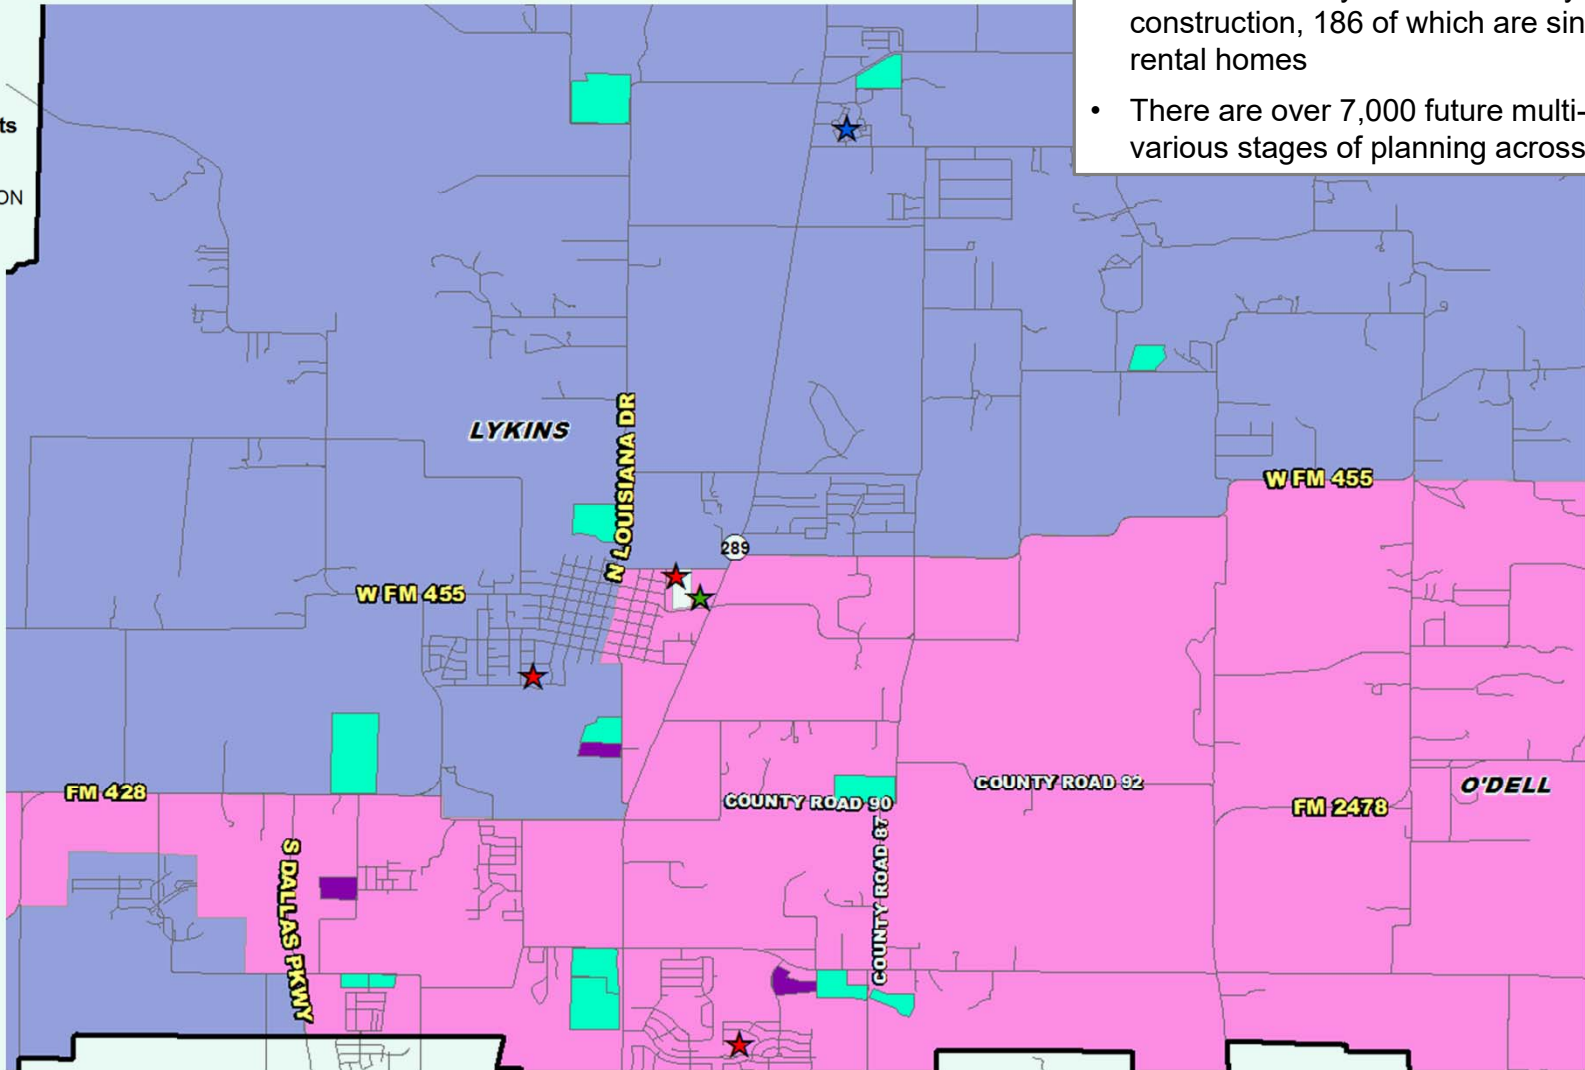 construction, 186 of which are sin
rental homes
• There are over 7,000 future multi-
various stages of planning across
ts
ON
LYKINS
N LOUISIANA DR
W FM 455
289
W FM 455
FM 428
COUNTY ROAD 90
COUNTY ROAD 92
FM 2478
O'DELL
COUNTY ROAD 87
S DALLAS PKWY